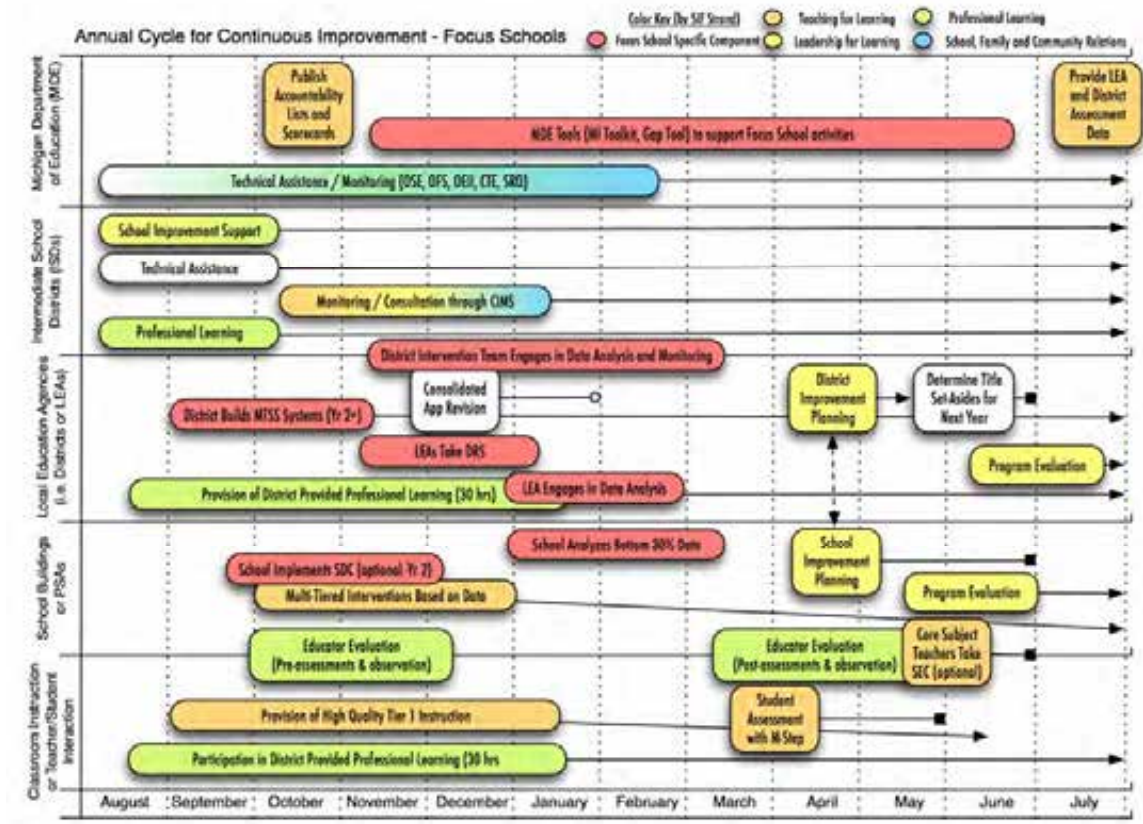 Annual Cycle for Continuous Improvement - Focus Schools
Color Key (by SIF Strand)
Teaching for Learning
Professional Learning
Focus School Specific Component
Leadership for Learning
School, Family and Community Relations
Michigan Department
of Education (MDE)
Publish
Accountability
Lists and
Scorecards
Provide LEA
and District
Assessment
Data
MDE Tools (MI Toolkit, Gap Tool) to support Focus School activities
Technical Assistance / Monitoring (OSE, OFS, OEII, CTE, SRO)
Intermediate School
Districts (ISDs)
School Improvement Support
Technical Assistance
Monitoring / Consultation through CIMS
Professional Learning
Local Education Agencies
(i.e. Districts or LEAs)
District Intervention Team Engages in Data Analysis and Monitoring
Consolidated
App Revision
District
Improvement
Planning
Determine Title
Set-Asides for
Next Year
District Builds MTSS Systems (Yr 2+)
LEAs Take DRS
Program Evaluation
Provision of District Provided Professional Learning (30 hrs)
LEA Engages in Data Analysis
School Buildings
or PSAs
School Analyzes Bottom 30% Data
School
Improvement
Planning
School Implements SDC (optional Yr 2)
Multi-Tiered Interventions Based on Data
Program Evaluation
Educator Evaluation
(Pre-assessments & observation)
Educator Evaluation
(Post-assessments & observation)
Core Subject
Teachers Take
SEC (optional)
Classroom Instruction
or Teacher/Student
Interaction
Provision of High Quality Tier 1 Instruction
Student
Assessment
with M-Step
Participation in District Provided Professional Learning (30 hrs
August September October November December January February March April May June July